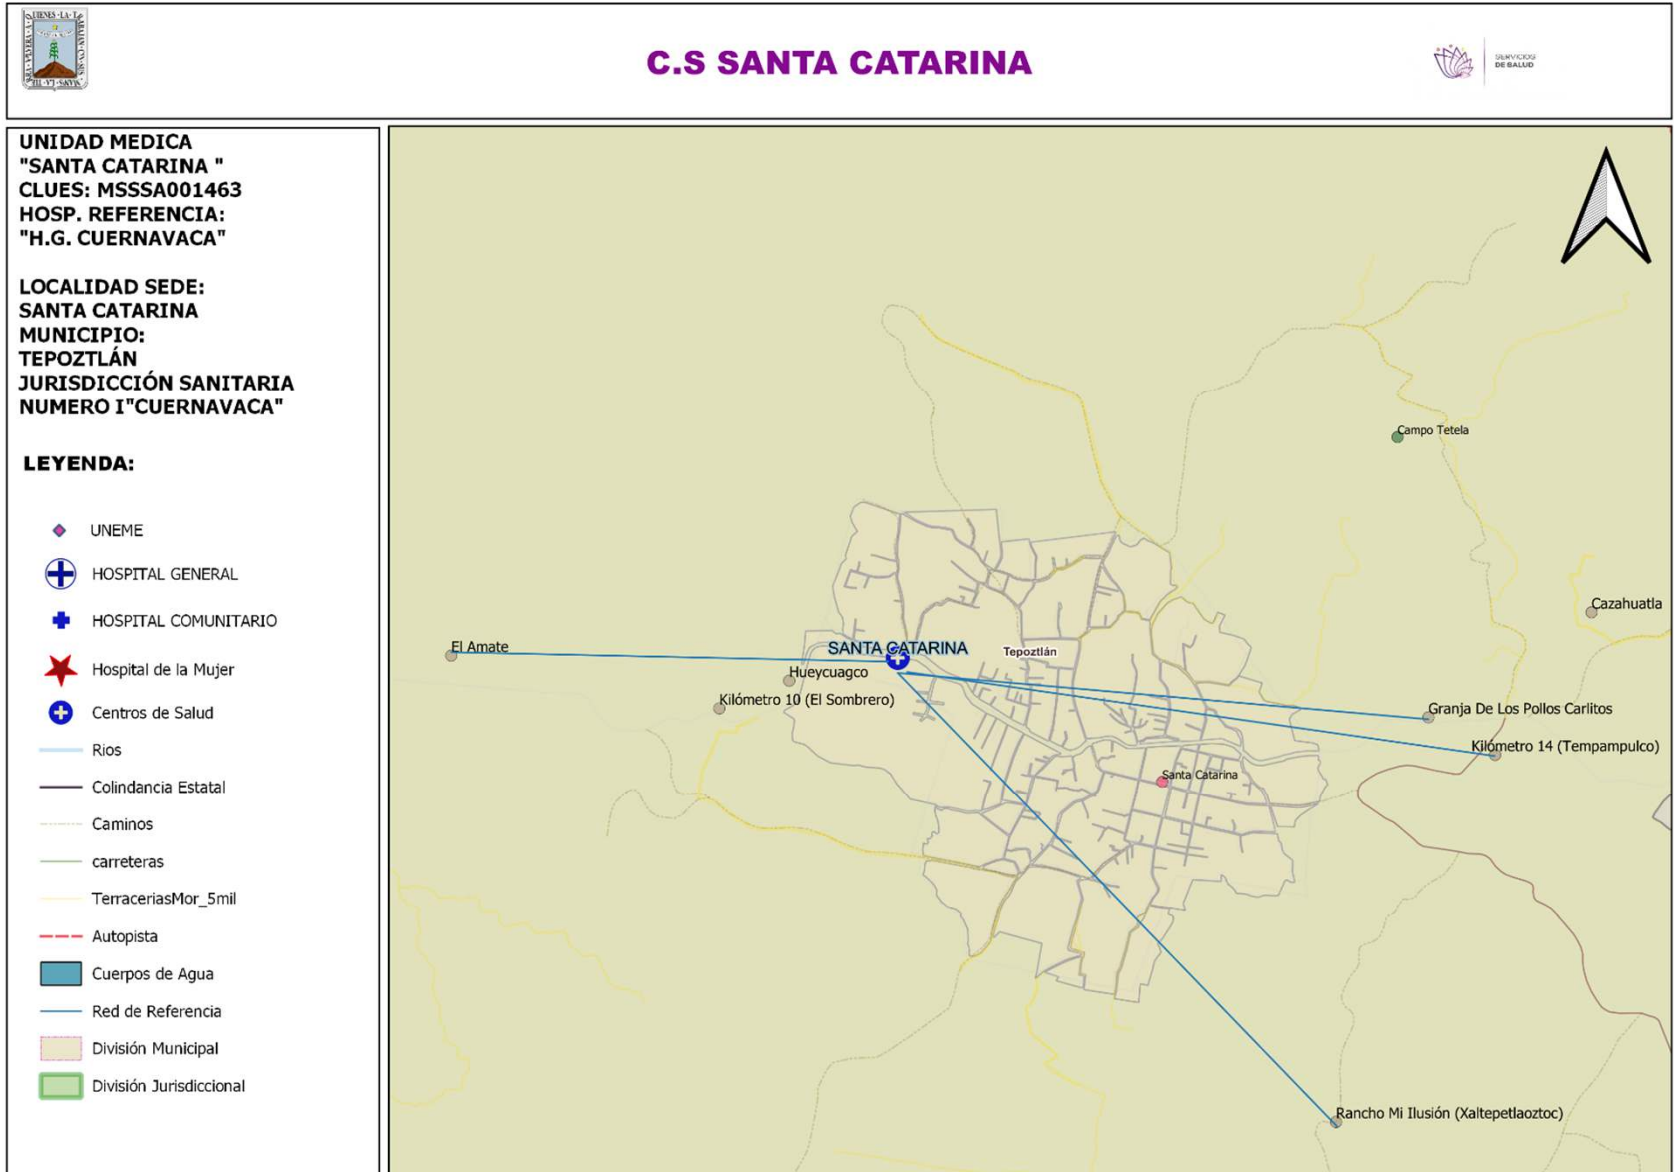 C.S SANTA CATARINA
SERVICIOS
DE SALUD
UNIDAD MEDICA
"SANTA CATARINA "
CLUES: MSSSA001463
HOSP. REFERENCIA:
"H.G. CUERNAVACA"
LOCALIDAD SEDE:
SANTA CATARINA
MUNICIPIO:
TEPOZTLÁN
JURISDICCIÓN SANITARIA
NUMERO I"CUERNAVACA"
LEYENDA:
UNEME
HOSPITAL GENERAL
HOSPITAL COMUNITARIO
Hospital de la Mujer
Centros de Salud
Rios
Colindancia Estatal
Caminos
carreteras
TerraceriasMor_5mil
Autopista
Cuerpos de Agua
Red de Referencia
División Municipal
División Jurisdiccional
Campo Tetela
Cazahuatla
El Amate
SANTA CATARINA
Tepoztlán
Hueycuagco
Kilómetro 10 (El Sombrero)
Granja De Los Pollos Carlitos
Kilómetro 14 (Tempampulco)
Santa Catarina
Rancho Mi Ilusión (Xaltepetlaoztoc)